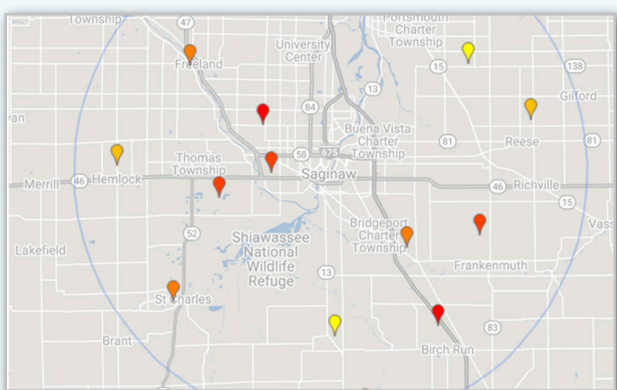 Township
47
Portsmouth
Charter
Township
University
Center
Freeland
15
138
13
Gilford
84
Buena Vista
Charter
Township
81
Reese
81
Thomas
Township
58
675
Saginaw
Merrill
46
Hemlock
46
Richville
15
52
Bridgeport
Charter
Township
Lakefield
Shiawassee
National
Wildlife
Refuge
13
Frankenmuth
St Charles
83
Brant
Birch Run